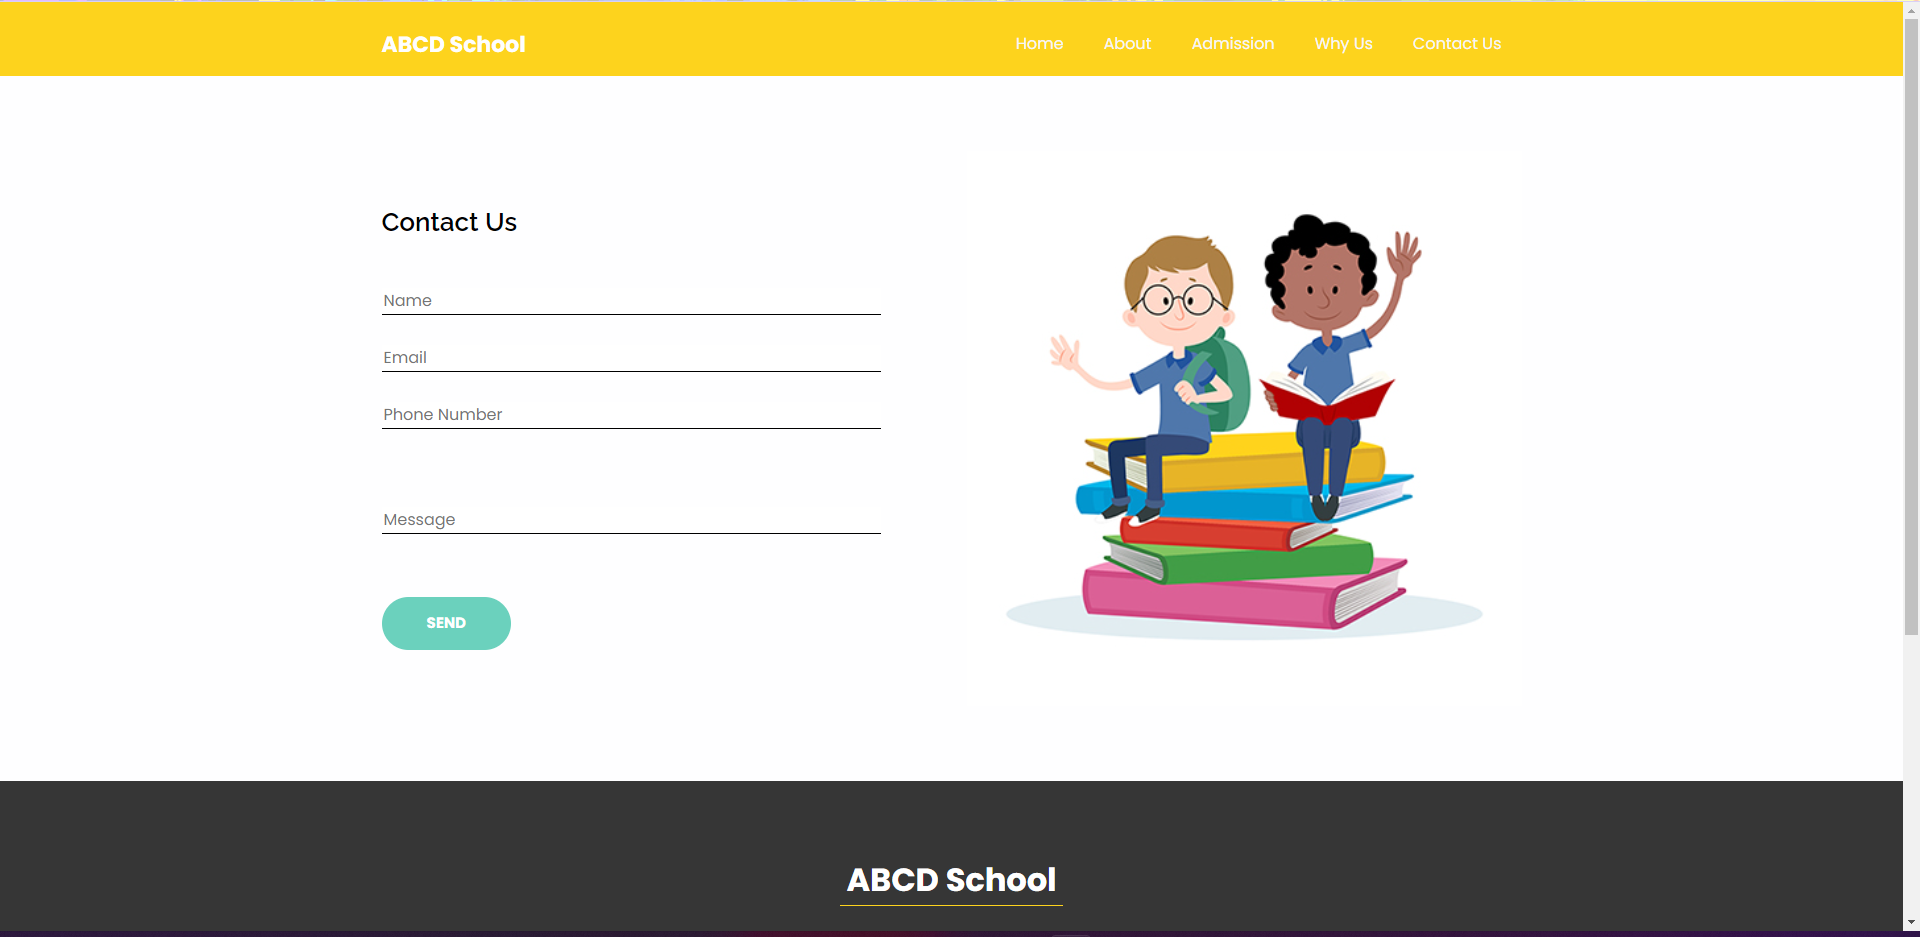 ABCD School
Home About Admission Why Us Contact Us
Contact Us
Name
Email
Phone Number
Message
SEND
ABCD School